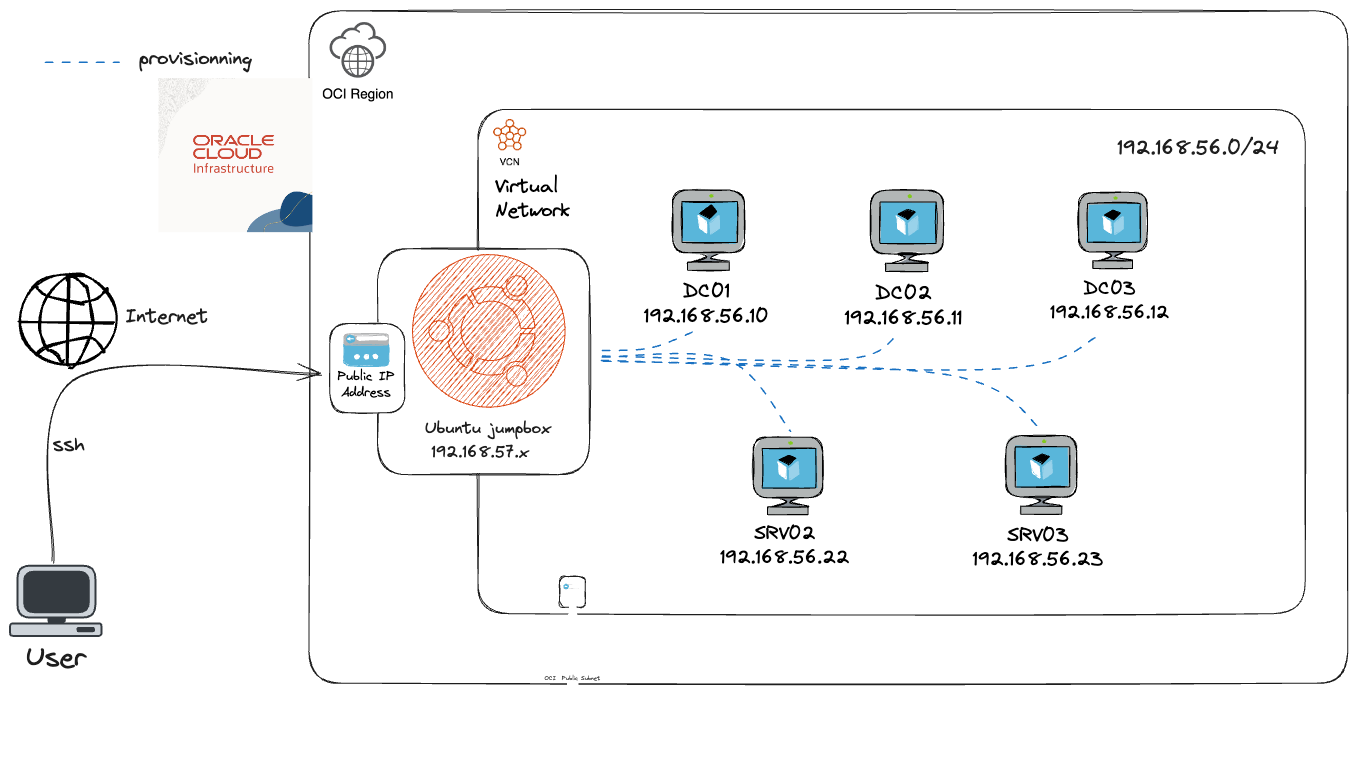 provisionning
OCI Region
ORACLE
CLOUD
Infrastructure
VCN
Virtual
Network
192.168.56.0/24
DC01
192.168.56.10
DC02
192.168.56.11
DC03
192.168.56.12
Internet
Public IP
Address
ssh
Ubuntu jumpbox
192.168.57.x
SRV02
192.168.56.22
SRV03
192.168.56.23
User
OCI Public Subnet